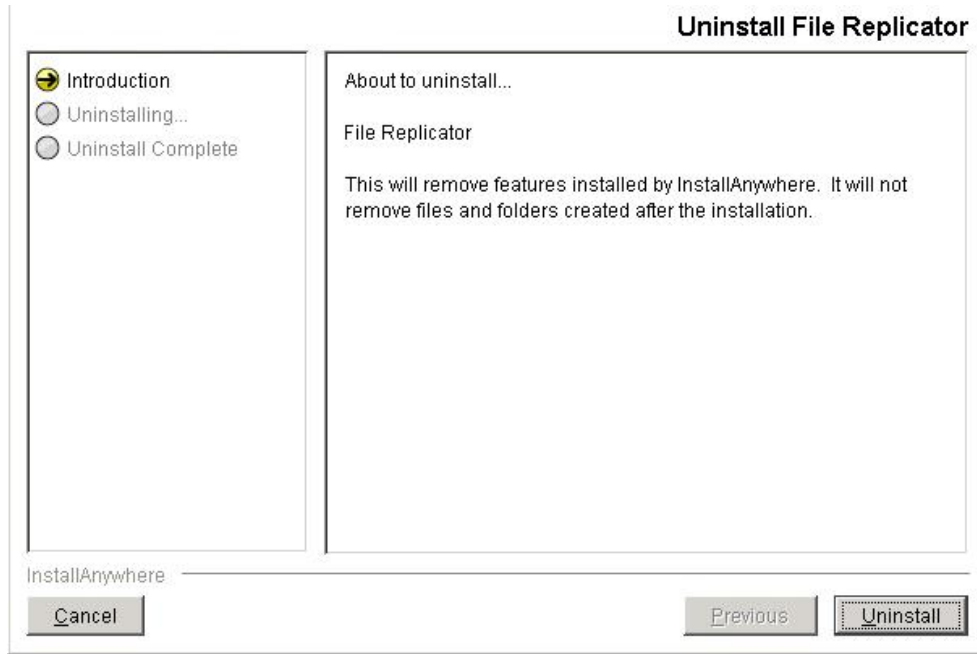 Uninstall File Replicator
Introduction
Uninstalling...
Uninstall Complete
About to uninstall...
File Replicator
This will remove features installed by InstallAnywhere.  It will not
remove files and folders created after the installation.
InstallAnywhere
Cancel
Previous
Uninstall